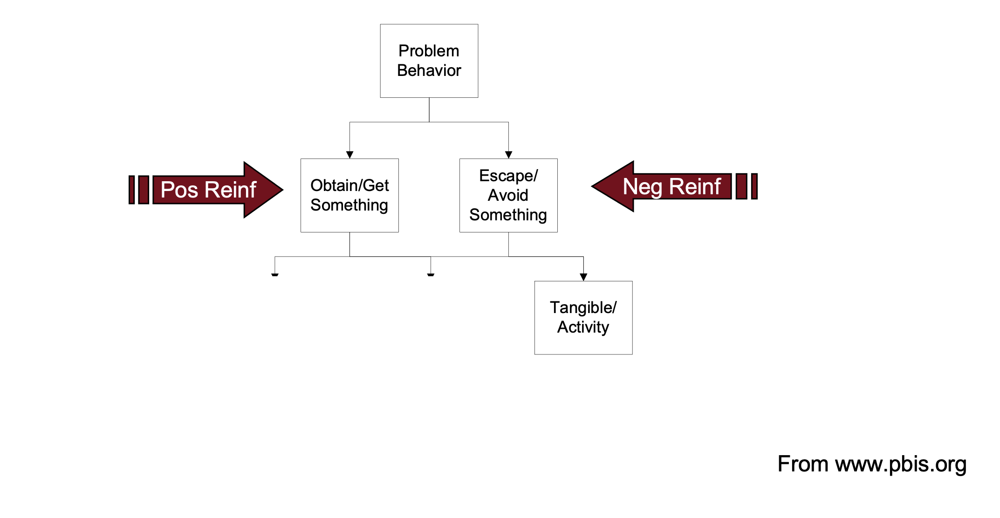 Problem
Behavior
Pos Reinf
Obtain/Get
Something
Escape/
Avoid
Something
Neg Reinf
Tangible/
Activity
From www.pbis.org